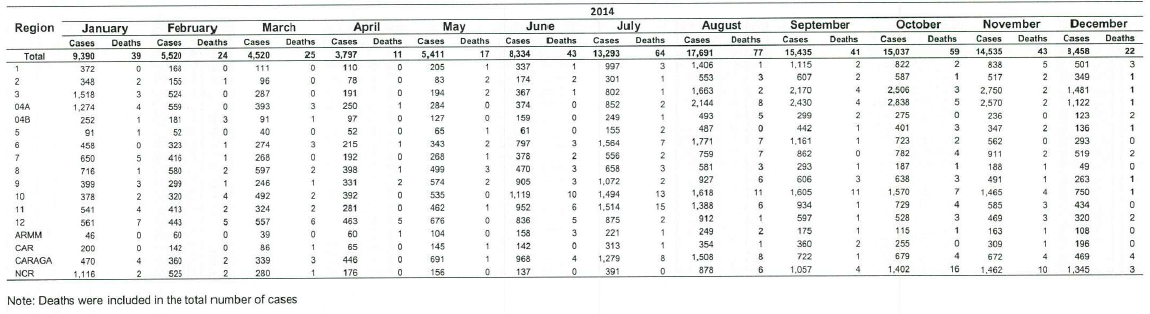 2014
Region January February March April May June July August September October November December
Cases Deaths Cases Deaths Cases Deaths Cases Deaths Cases Deaths Cases Deaths Cases Deaths Cases Deaths Cases Deaths Cases Deaths Cases Deaths Cases Deaths
Total 9,390 39 5,520 24 4,520 25 3,797 11 5,411 17 8,334 43 13,293 64 17,691 77 15,435 41 15,037 59 14,535 43 8,458 22
1 372 0 168 0 111 0 110 0 205 1 337 1 997 3 1,406 1 1,115 2 822 2 838 5 501 3
2 348 2 155 1 96 0 78 0 83 2 174 2 301 1 553 3 607 2 587 1 517 2 349 1
3 1,518 3 524 0 287 0 191 0 194 2 367 1 802 1 1,663 2 2,170 4 2,506 3 2,750 2 1,481 1
04A 1,274 4 559 0 393 3 250 1 284 0 374 0 852 2 2,144 8 2,430 4 2,838 5 2,570 2 1,122 1
04B 252 1 181 3 91 1 97 0 127 0 159 0 249 1 493 5 299 2 275 0 236 0 123 2
5 91 1 52 0 40 0 52 0 65 1 61 0 155 2 487 0 442 1 401 3 347 2 136 1
6 458 0 323 1 274 3 215 1 343 2 797 3 1,564 7 1,771 7 1,161 1 723 2 562 0 293 0
7 650 5 416 1 268 0 192 0 268 1 378 2 556 2 759 7 862 0 782 4 911 2 519 2
8 716 1 580 2 597 2 398 1 499 3 470 3 658 3 581 3 293 1 187 1 188 1 49 0
9 399 3 299 1 246 1 331 2 574 2 905 3 1,072 2 927 6 606 3 638 3 491 1 263 1
10 378 2 320 4 492 2 392 0 535 0 1,119 10 1,494 13 1,618 11 1,605 11 1,570 7 1,465 4 750 1
11 541 4 413 2 324 2 281 0 462 1 952 6 1,514 15 1,388 6 934 1 729 4 585 3 434 0
12 561 7 443 5 557 6 463 5 676 0 836 5 875 2 912 1 597 1 528 3 469 3 320 2
ARMM 46 0 60 0 39 0 60 1 104 0 158 3 221 1 249 2 175 1 115 1 163 1 108 0
CAR 200 0 142 0 86 1 65 0 145 1 142 0 313 1 354 1 360 2 255 0 309 1 196 0
CARAGA 470 4 360 2 339 3 446 0 691 1 968 4 1,279 8 1,508 8 722 1 679 4 672 4 469 4
NCR 1,116 2 525 2 280 1 176 0 156 0 137 0 391 0 878 6 1,057 4 1,402 16 1,462 10 1,345 3
Note: Deaths were included in the total number of cases